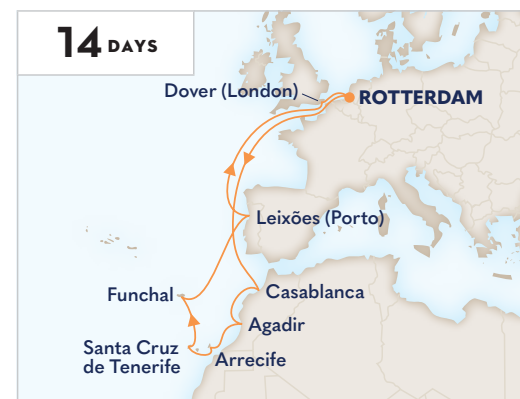 14 DAYS
Dover (London)
ROTTERDAM
Leixões (Porto)
Funchal
Casablanca
Agadir
Santa Cruz
de Tenerife
Arrecife